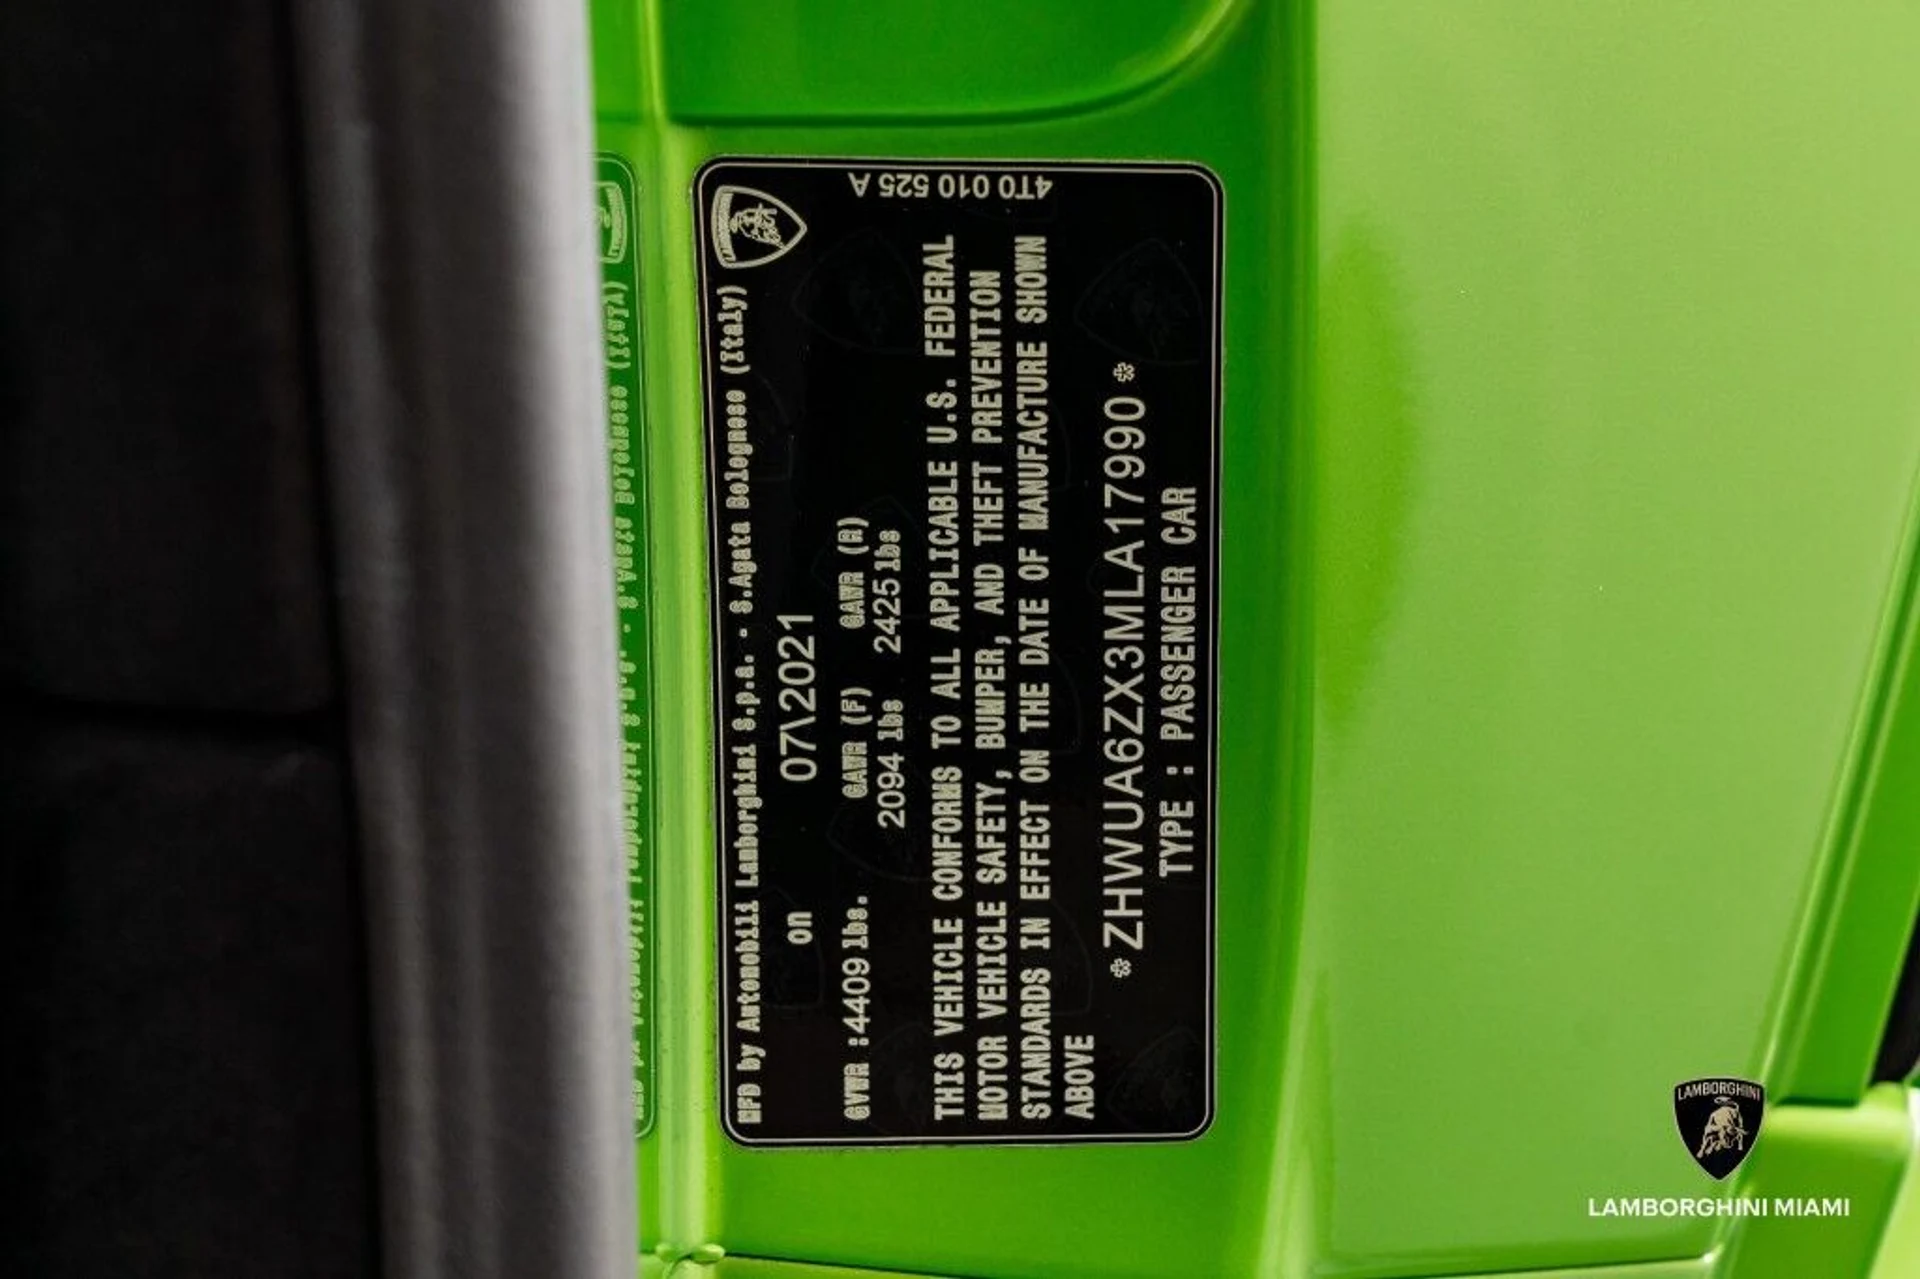 4T0 010 525 A
MFD by Automobili Lamborghini S.p.a. - S.Agata Bolognese (Italy)
on 07\2021
GVWR :4409 lbs. GAWR (F) GAWR (R)
2094 lbs 2425 lbs
THIS VEHICLE CONFORMS TO ALL APPLICABLE U.S. FEDERAL
MOTOR VEHICLE SAFETY, BUMPER, AND THEFT PREVENTION
STANDARDS IN EFFECT ON THE DATE OF MANUFACTURE SHOWN
ABOVE
* ZHWUA6ZX3MLA17990 *
TYPE : PASSENGER CAR
LAMBORGHINI
LAMBORGHINI MIAMI